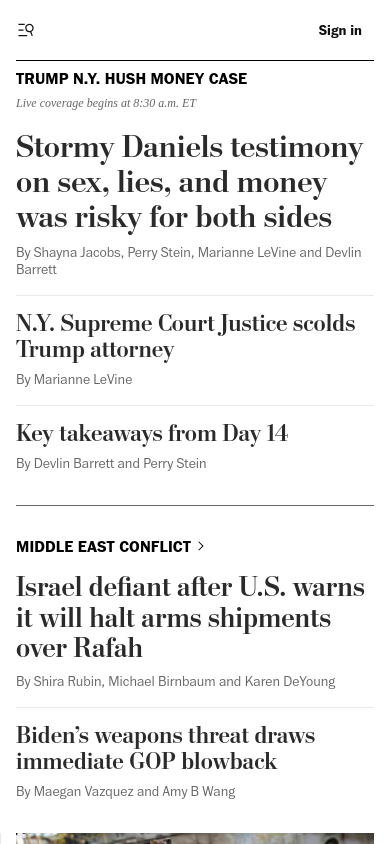 Sign in
TRUMP N.Y. HUSH MONEY CASE
Live coverage begins at 8:30 a.m. ET
Stormy Daniels testimony
on sex, lies, and money
was risky for both sides
By Shayna Jacobs, Perry Stein, Marianne LeVine and Devlin
Barrett
N.Y. Supreme Court Justice scolds
Trump attorney
By Marianne LeVine
Key takeaways from Day 14
By Devlin Barrett and Perry Stein
MIDDLE EAST CONFLICT
Israel defiant after U.S. warns
it will halt arms shipments
over Rafah
By Shira Rubin, Michael Birnbaum and Karen DeYoung
Biden’s weapons threat draws
immediate GOP blowback
By Maegan Vazquez and Amy B Wang